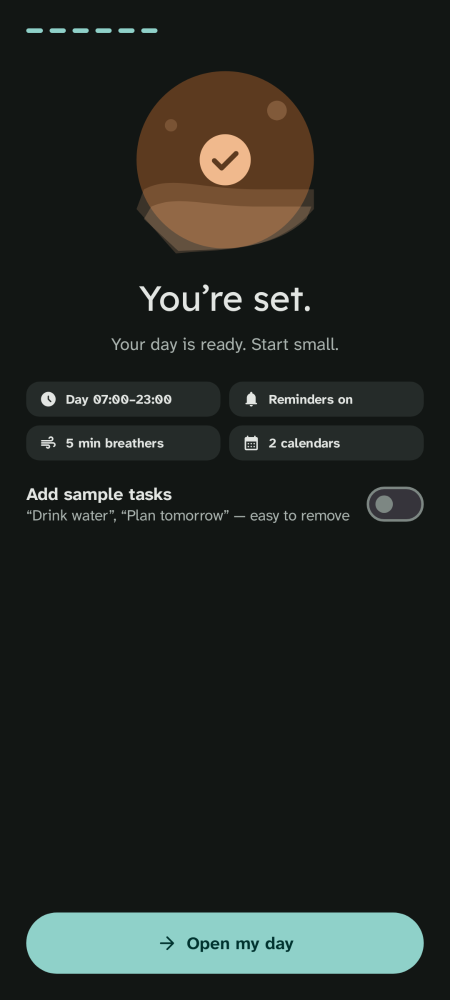 You’re set.
Your day is ready. Start small.
Day 07:00–23:00
Reminders on
5 min breathers
2 calendars
Add sample tasks
“Drink water”, “Plan tomorrow” — easy to remove
Open my day